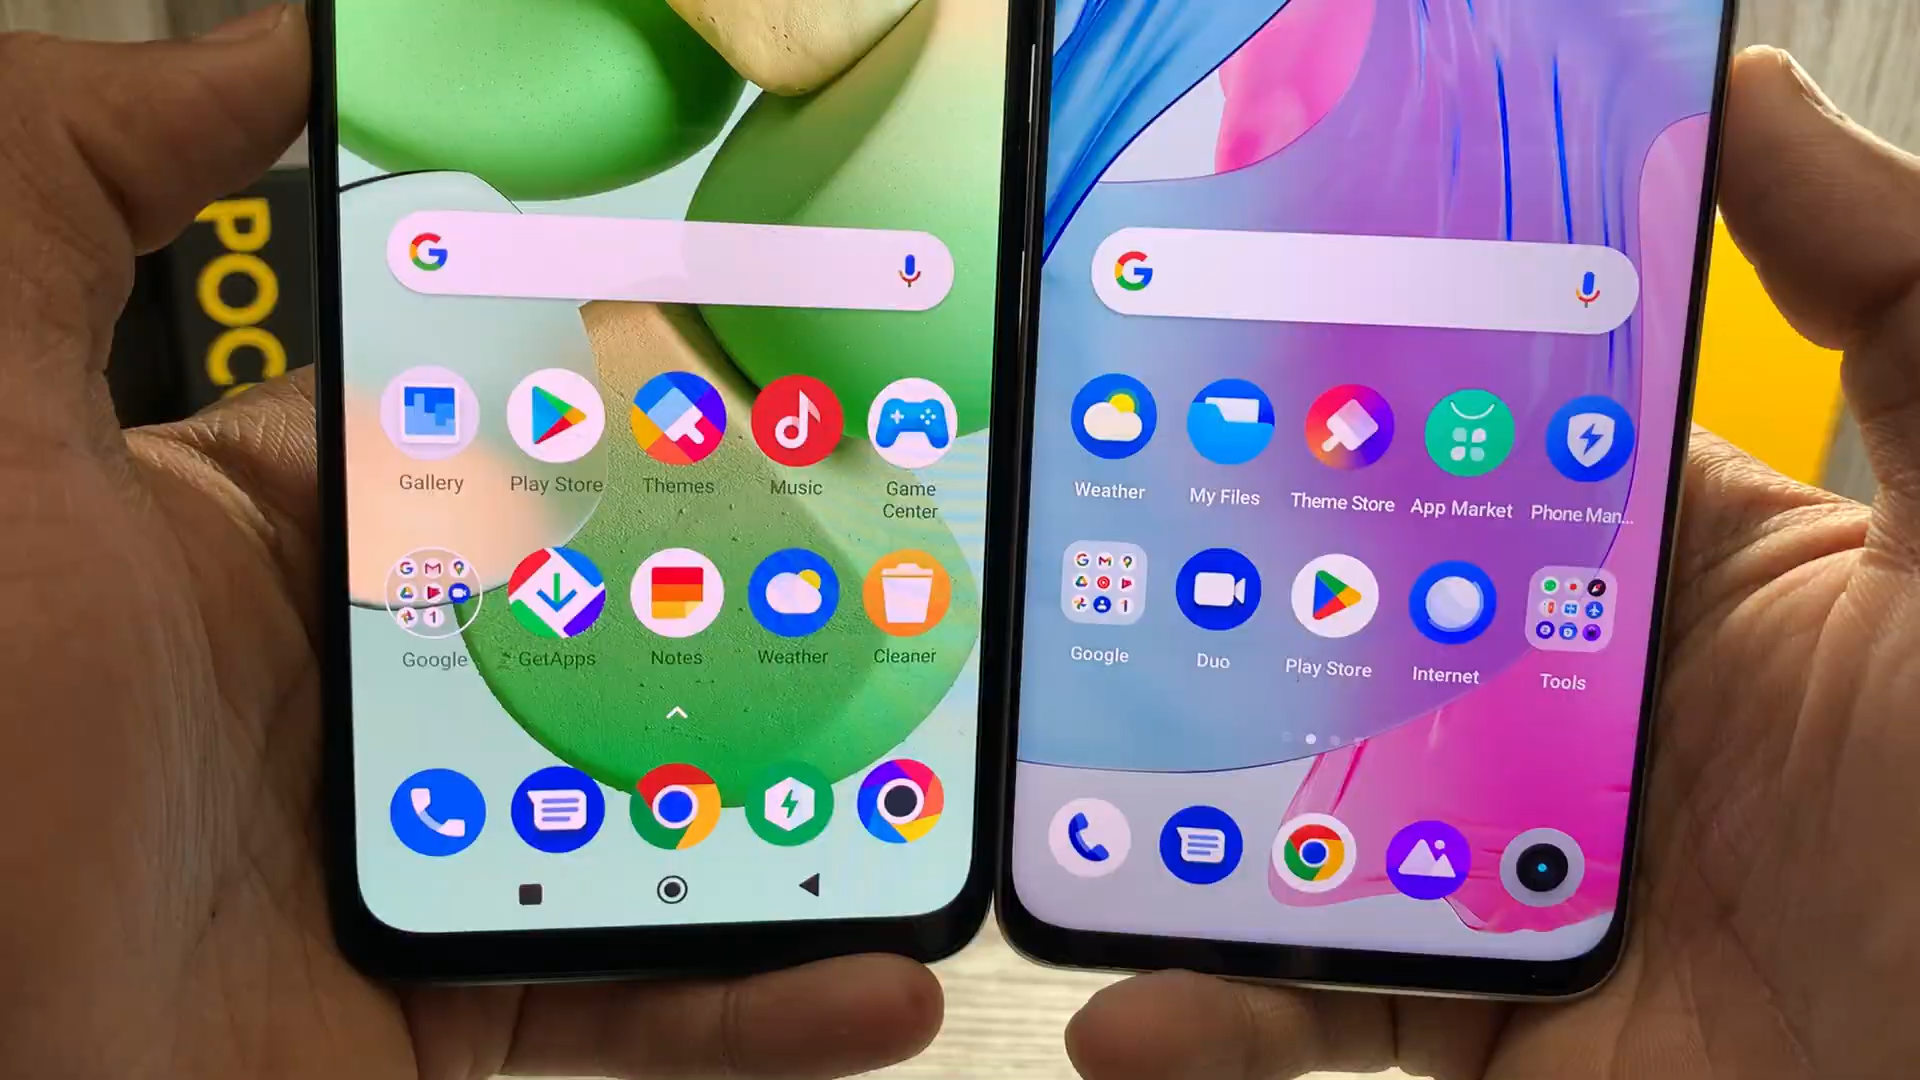 POC
Gallery
Play Store
Themes
Music
Game
Center
Google
GetApps
Notes
Weather
Cleaner
Weather
My Files
Theme Store
App Market
Phone Man...
Google
Duo
Play Store
Internet
Tools